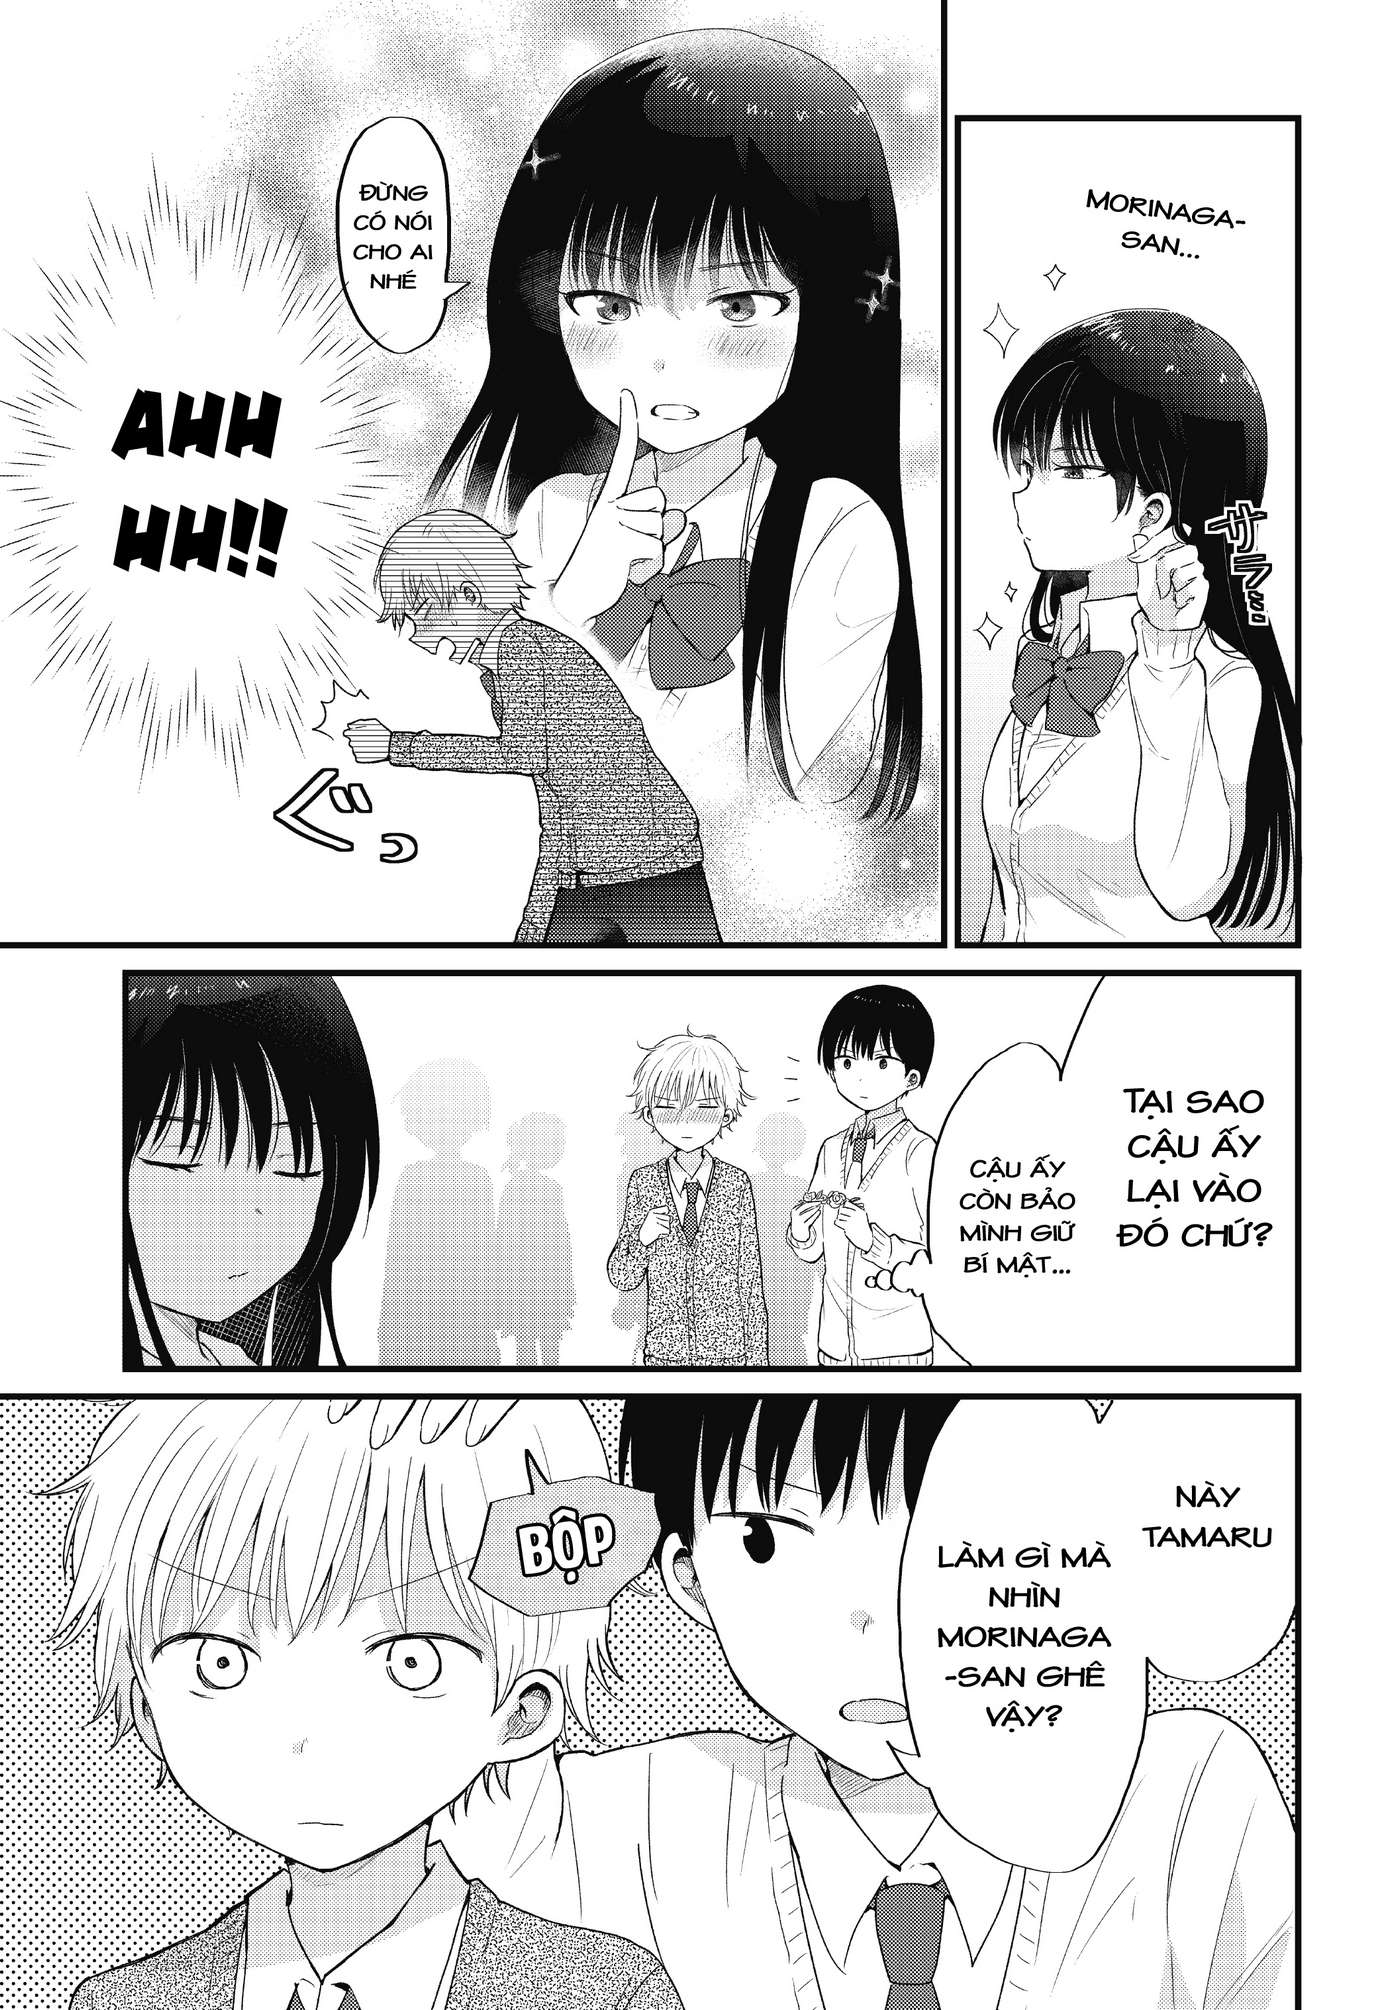 MORINAGA-
SAN...
サラ…
ĐỪNG
CÓ NÓI
CHO AI
NHÉ
AHH
HH!!
ぐっ
TẠI SAO
CẬU ẤY
LẠI VÀO
ĐÓ CHỨ?
CẬU ẤY
CÒN BẢO
MÌNH GIỮ
BÍ MẬT...
NÀY
TAMARU
LÀM GÌ MÀ
NHÌN
MORINAGA
-SAN GHÊ
VẬY?
BỘP